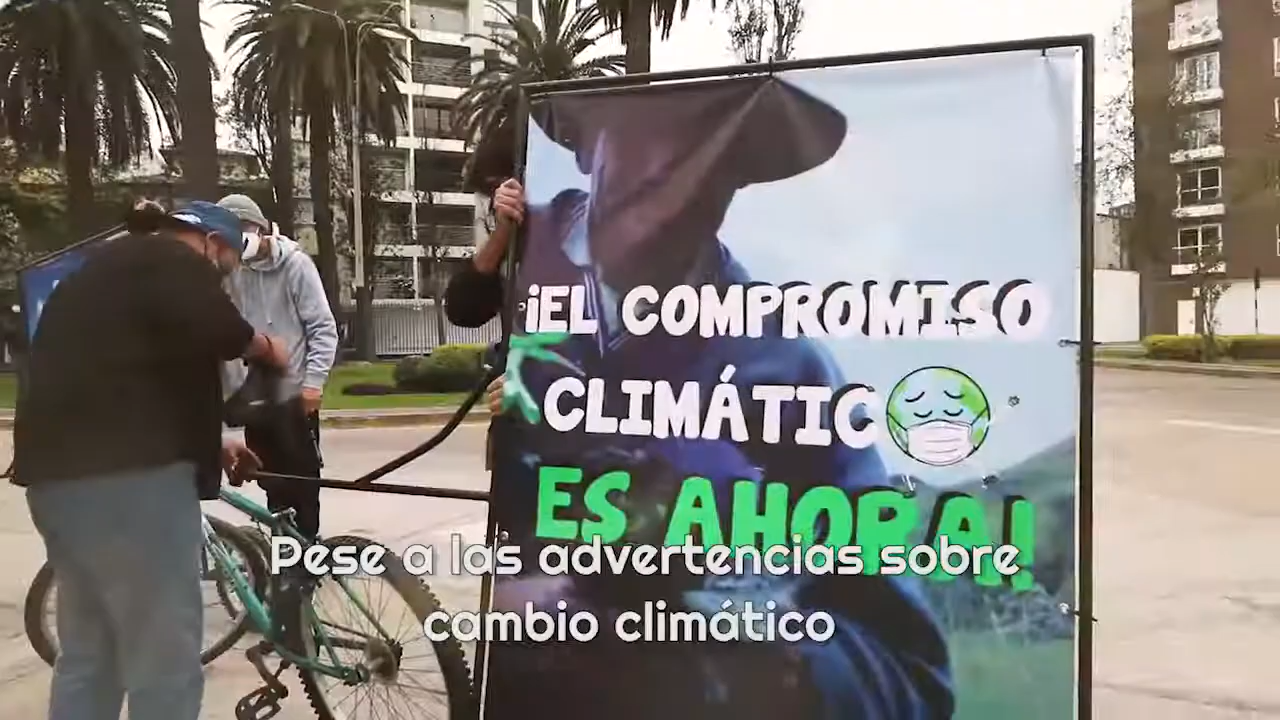 ¡EL COMPROMISO
CLIMÁTICO
ES AHORA!
Pese a las advertencias sobre
cambio climático